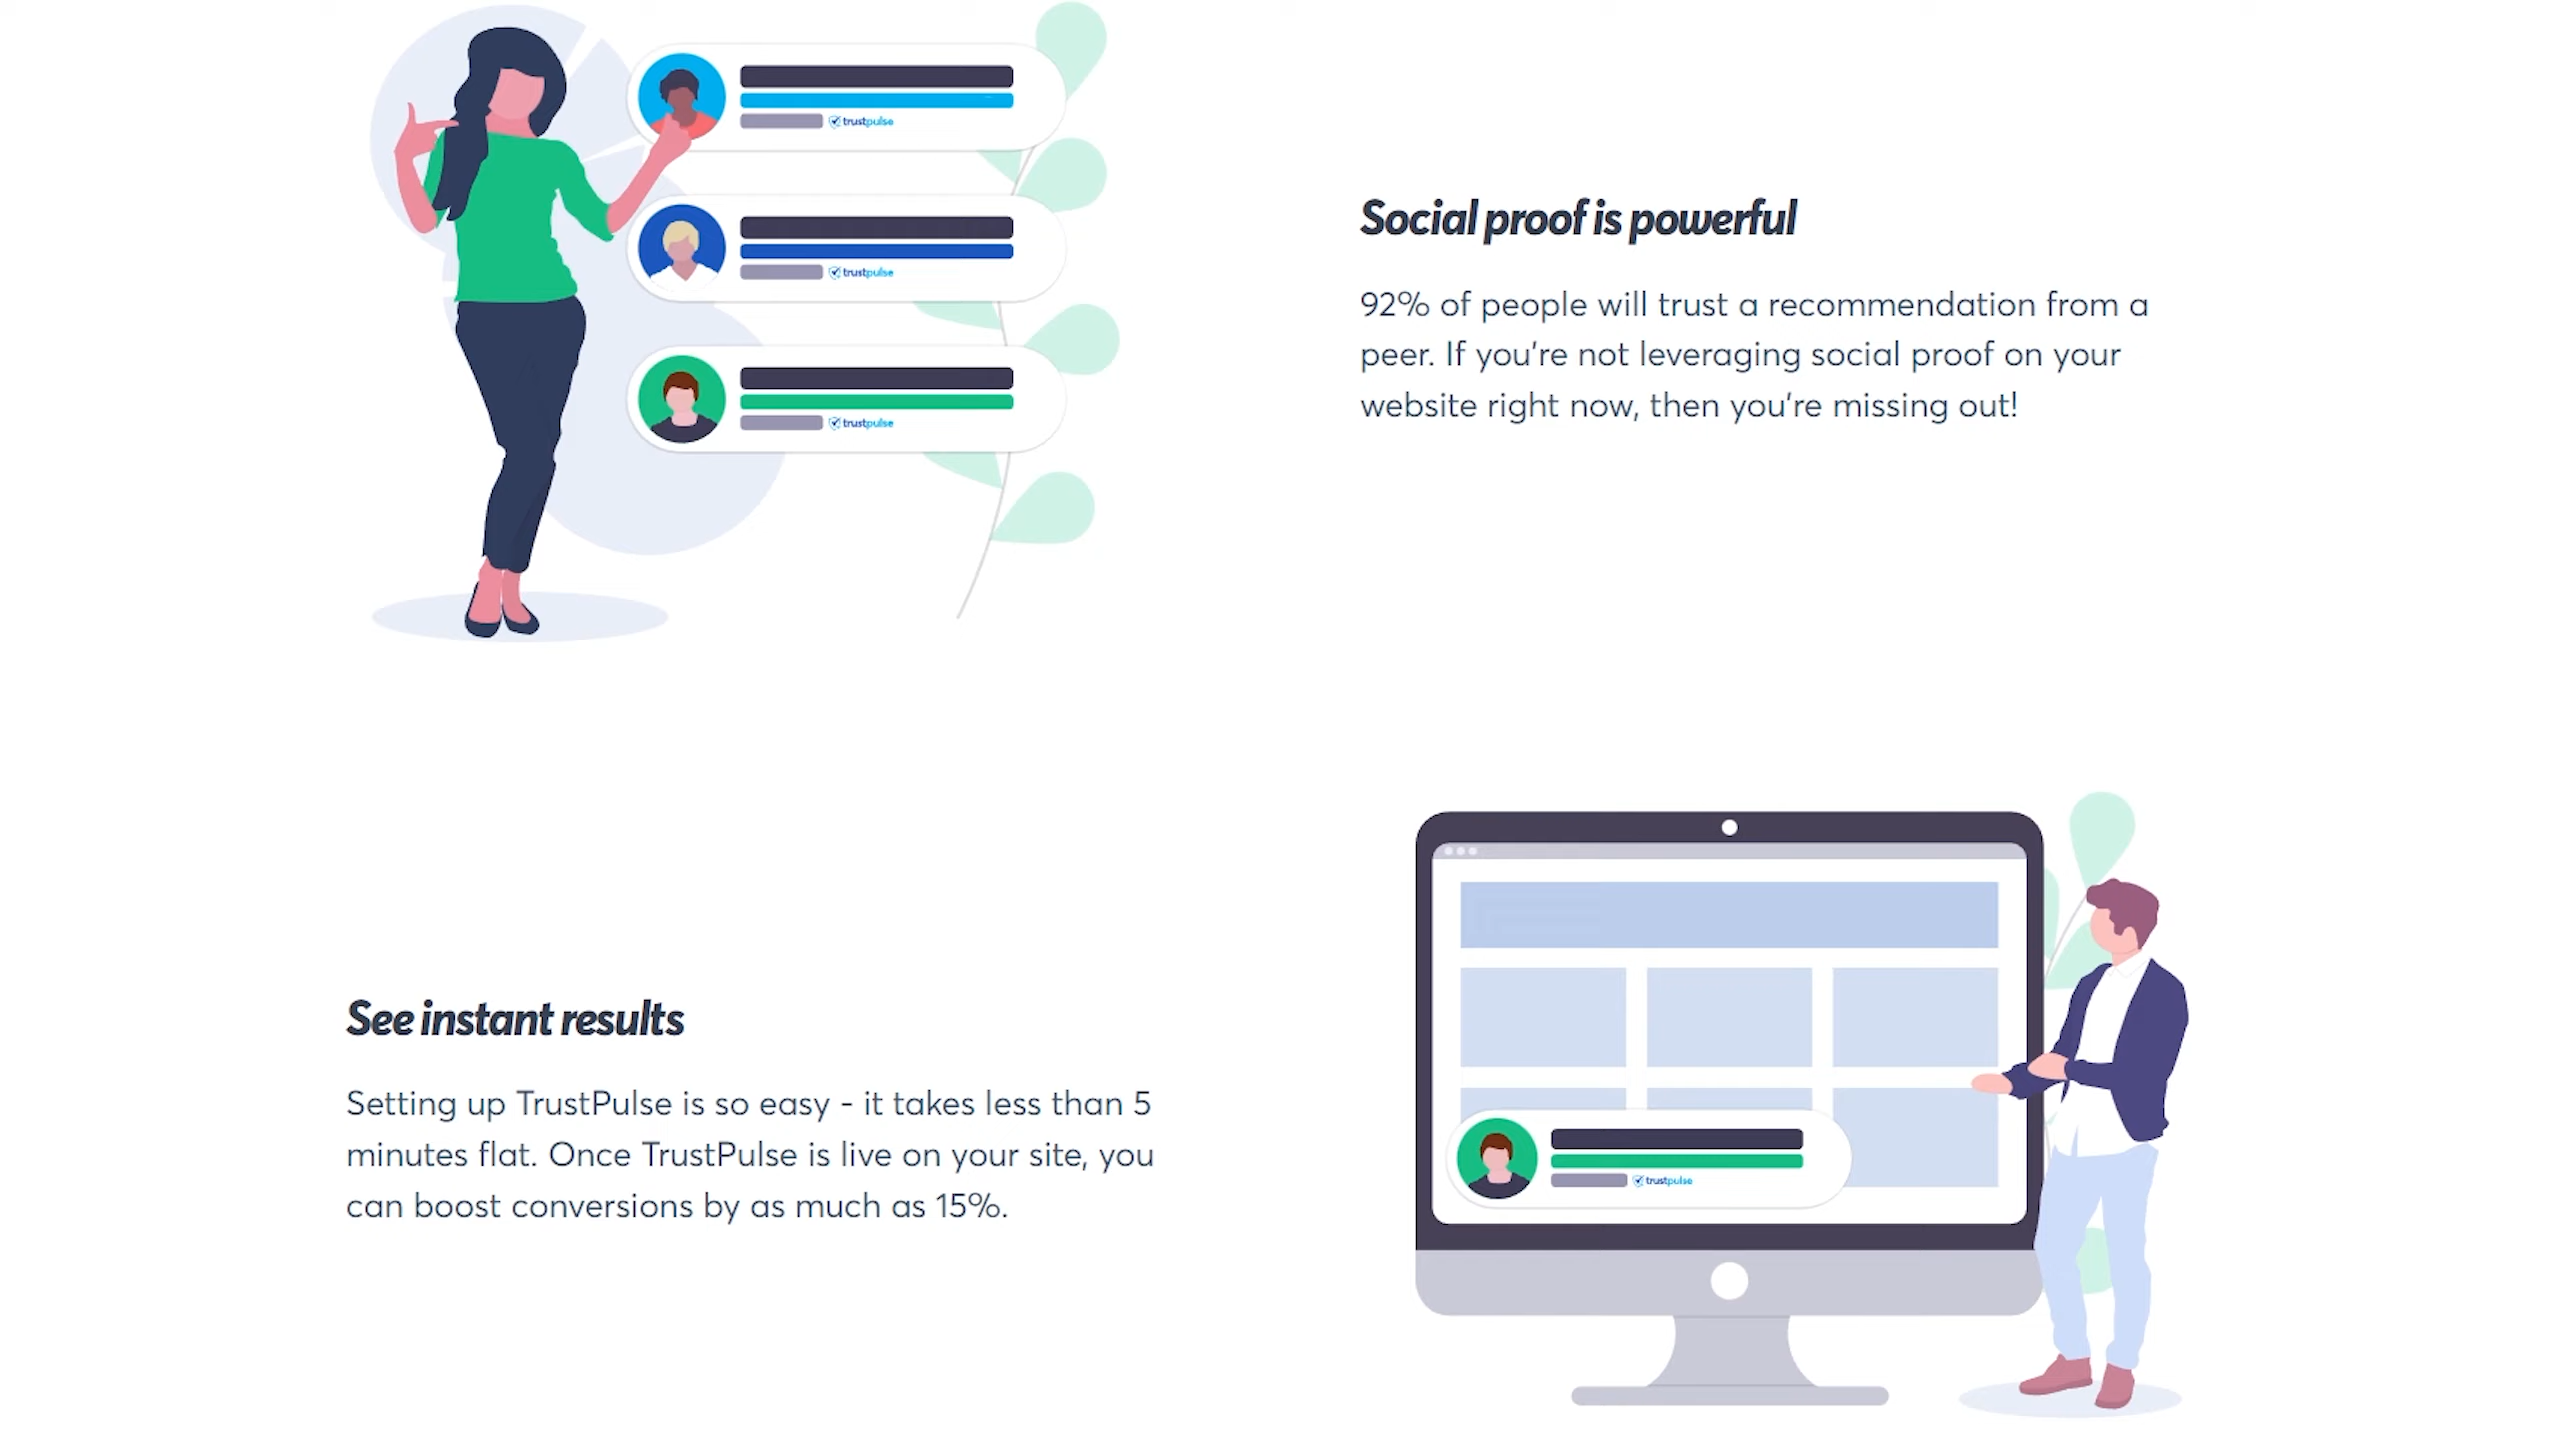 trustpulse
trustpulse
trustpulse
Social proof is powerful
92% of people will trust a recommendation from a
peer. If you're not leveraging social proof on your
website right now, then you're missing out!
See instant results
Setting up TrustPulse is so easy - it takes less than 5
minutes flat. Once TrustPulse is live on your site, you
can boost conversions by as much as 15%.
trustpulse